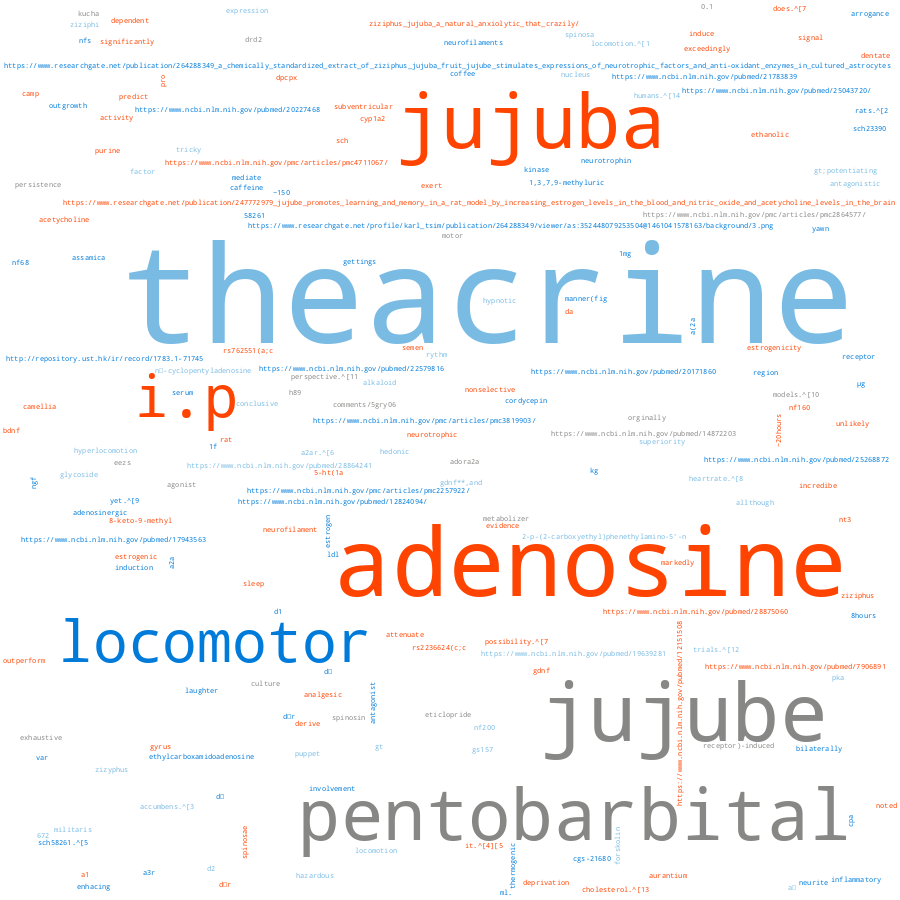 kucha
expression
0.1
does.^[7
arrogance
ziziphi
dependent
ziziphus_jujuba_a_natural_anxiolytic_that_crazily/
spinosa
induce
signal
nfs
significantly
drd2
neurofilaments
locomotion.^[1
exceedingly
dentate
https://www.researchgate.net/publication/264288349_a_chemically_standardized_extract_of_ziziphus_jujuba_fruit_jujube_stimulates_expressions_of_neurotrophic_factors_and_anti-oxidant_enzymes_in_cultured_astrocytes
pro
dpcpx
coffee
nucleus
https://www.ncbi.nlm.nih.gov/pubmed/21783839
camp
predict
humans.^[14
https://www.ncbi.nlm.nih.gov/pubmed/25043720/
outgrowth
https://www.ncbi.nlm.nih.gov/pubmed/20227468
subventricular
jujuba
rats.^[2
activity
cyp1a2
sch23390
ethanolic
purine
tricky
sch
https://www.ncbi.nlm.nih.gov/pmc/articles/pmc4711067/
neurotrophin
factor
kinase
gt;potentiating
persistence
mediate
caffeine
~150
exert
1,3,7,9-methyluric
antagonistic
https://www.researchgate.net/publication/247772979_jujube_promotes_learning_and_memory_in_a_rat_model_by_increasing_estrogen_levels_in_the_blood_and_nitric_oxide_and_acetycholine_levels_in_the_brain
acetycholine
58261
https://www.ncbi.nlm.nih.gov/pmc/articles/pmc2864577/
https://www.researchgate.net/profile/karl_tsim/publication/264288349/viewer/as:352448079253504@1461041578163/background/3.png
yawn
motor
theacrine
nf68
assamica
gettings
1mg
hypnotic
manner(fig
da
a(2a
http://repository.ust.hk/ir/record/1783.1-71745
rs762551(a;c
semen
rythm
estrogenicity
receptor
https://www.ncbi.nlm.nih.gov/pubmed/22579816
https://www.ncbi.nlm.nih.gov/pubmed/20171860
region
i.p
perspective.^[11
alkaloid
µg
serum
h89
nonselective
models.^[10
camellia
conclusive
comments/5gry06
cordycepin
nf160
bdnf
https://www.ncbi.nlm.nih.gov/pmc/articles/pmc3819903/
orginally
unlikely
neurotrophic
https://www.ncbi.nlm.nih.gov/pubmed/14872203
~20hours
rat
1f
superiority
hyperlocomotion
a2ar.^[6
hedonic
eezs
https://www.ncbi.nlm.nih.gov/pubmed/28864241
adora2a
https://www.ncbi.nlm.nih.gov/pubmed/25268872
ngf
glycoside
5-ht(1a
kg
agonist
gdnf**,and
heartrate.^[8
incredibe
https://www.ncbi.nlm.nih.gov/pmc/articles/pmc2257922/
yet.^[9
https://www.ncbi.nlm.nih.gov/pubmed/12824094/
allthough
adenosinergic
8-keto-9-methyl
estrogen
metabolizer
nt3
neurofilament
evidence
https://www.ncbi.nlm.nih.gov/pubmed/17943563
2-p-(2-carboxyethyl)phenethylamino-5'-n
adenosine
estrogenic
induction
a2a
ldl
markedly
sleep
ziziphus
d1
https://www.ncbi.nlm.nih.gov/pubmed/28875060
8hours
locomotor
attenuate
possibility.^[7
rs2236624(c;c
https://www.ncbi.nlm.nih.gov/pubmed/19639281
https://www.ncbi.nlm.nih.gov/pubmed/12151508
trials.^[12
outperform
gdnf
https://www.ncbi.nlm.nih.gov/pubmed/7906891
pka
culture
laughter
analgesic
antagonist
jujube
spinosin
eticlopride
derive
nf200
exhaustive
gyrus
var
ethylcarboxamidoadenosine
puppet
gt
gs157
receptor)-induced
bilaterally
zizyphus
involvement
pentobarbital
accumbens.^[3
noted
cpa
672
militaris
sch58261.^[5
spinosae
it.^[4][5
forskolin
locomotion
thermogenic
cgs-21680
a1
a3r
d2
hazardous
aurantium
enhacing
deprivation
cholesterol.^[13
ml.
neurite
inflammatory